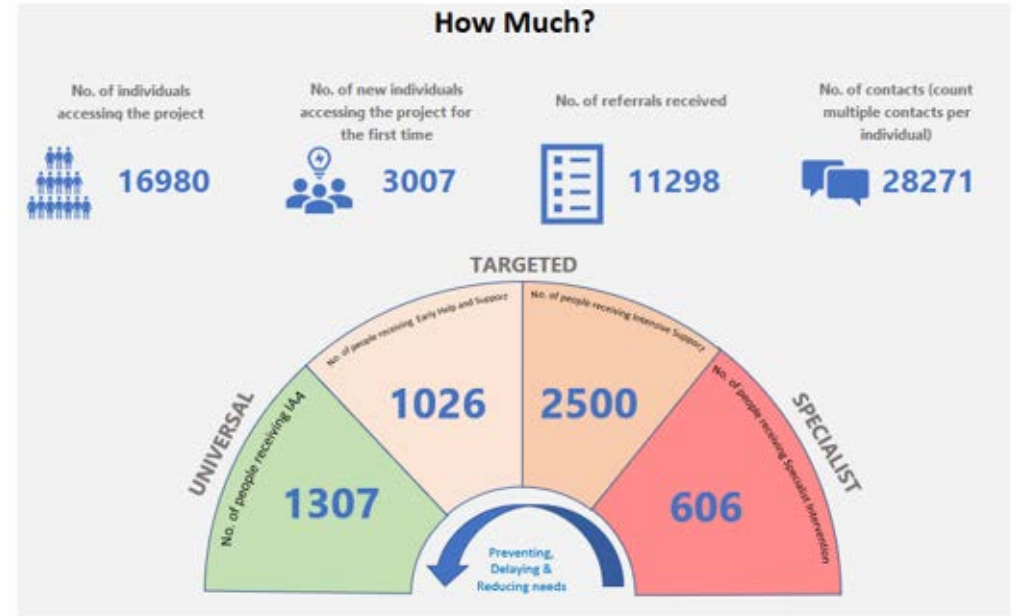 How Much?
No. of individuals
accessing the project
16980
No. of new individuals
accessing the project for
the first time
3007
No. of referrals received
11298
No. of contacts (count
multiple contacts per
individual)
28271
TARGETED
UNIVERSAL
SPECIALIST
No. of people receiving IAA
1307
No. of people receiving Early Help and Support
1026
No. of people receiving Intensive Support
2500
No. of people receiving Specialist Intervention
606
Preventing,
Delaying &
Reducing needs